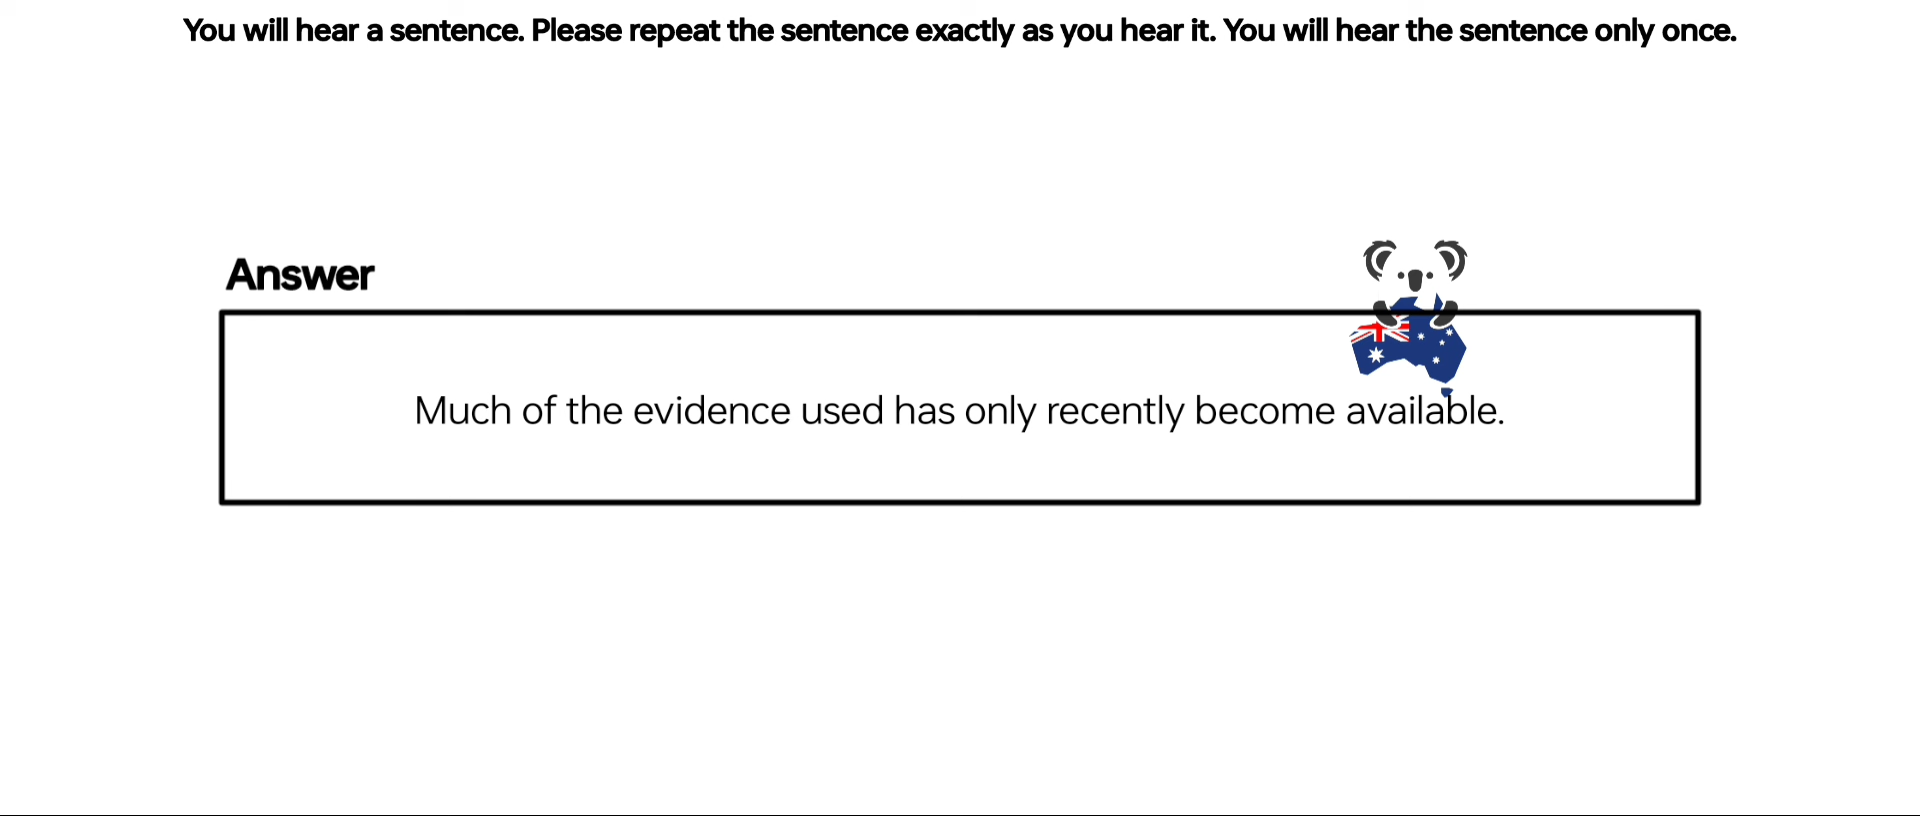 You will hear a sentence. Please repeat the sentence exactly as you hear it. You will hear the sentence only once.
Answer
Much of the evidence used has only recently become available.